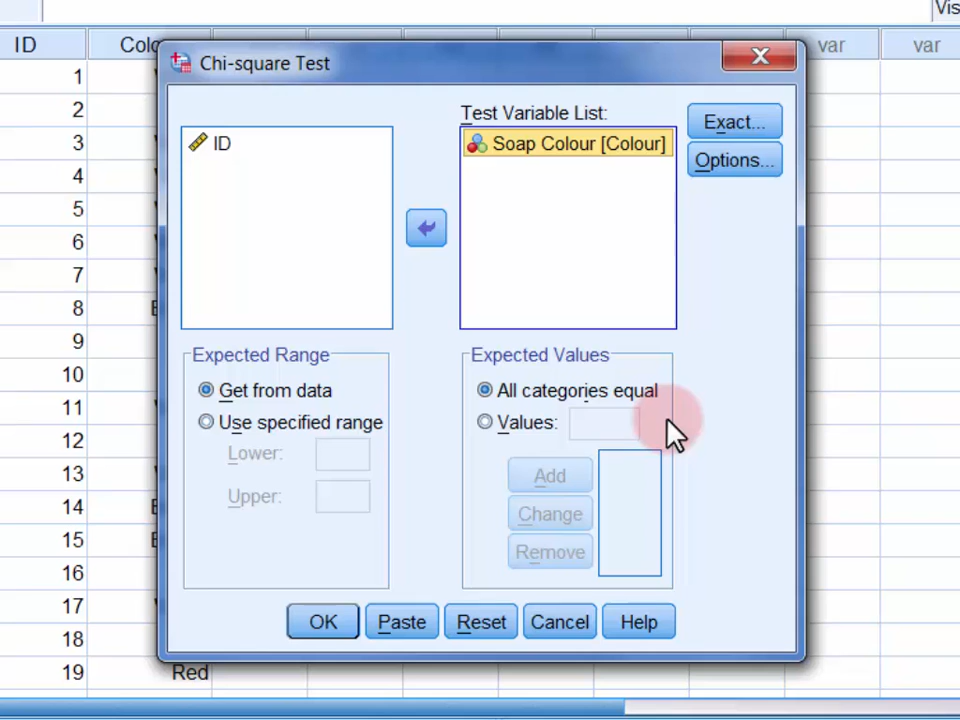 Vis
ID
var
var
Chi-square Test
Test Variable List:
ID
Soap Colour [Colour]
Exact...
Options...
Expected Range
Get from data
Use specified range
Lower:
Upper:
Expected Values
All categories equal
Values:
Add
Change
Remove
OK
Paste
Reset
Cancel
Help
1
2
3
4
5
6
7
8
9
10
11
12
13
14
15
16
17
18
19
Red